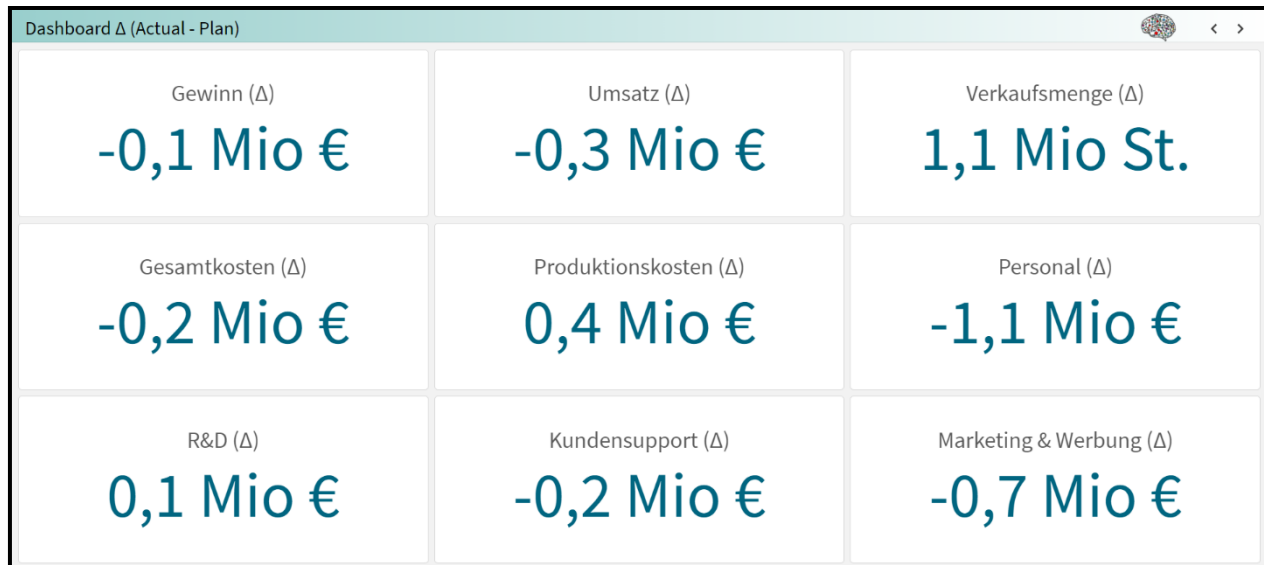 Dashboard Δ (Actual - Plan)
Gewinn (Δ)
-0,1 Mio €
Umsatz (Δ)
-0,3 Mio €
Verkaufsmenge (Δ)
1,1 Mio St.
Gesamtkosten (Δ)
-0,2 Mio €
Produktionskosten (Δ)
0,4 Mio €
Personal (Δ)
-1,1 Mio €
R&D (Δ)
0,1 Mio €
Kundensupport (Δ)
-0,2 Mio €
Marketing & Werbung (Δ)
-0,7 Mio €